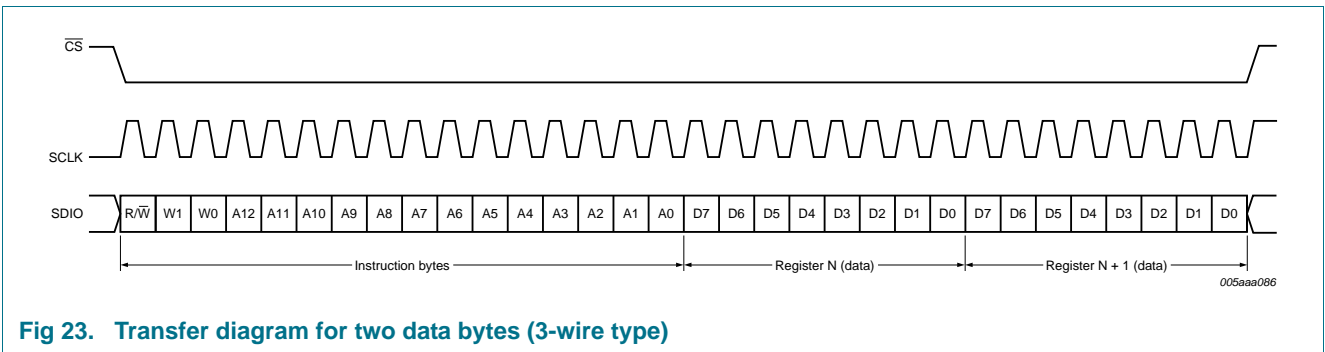 CS
SCLK
SDIO R/W W1 W0 A12 A11 A10 A9 A8 A7 A6 A5 A4 A3 A2 A1 A0 D7 D6 D5 D4 D3 D2 D1 D0 D7 D6 D5 D4 D3 D2 D1 D0
Instruction bytes Register N (data) Register N + 1 (data)
005aaa086
Fig 23. Transfer diagram for two data bytes (3-wire type)